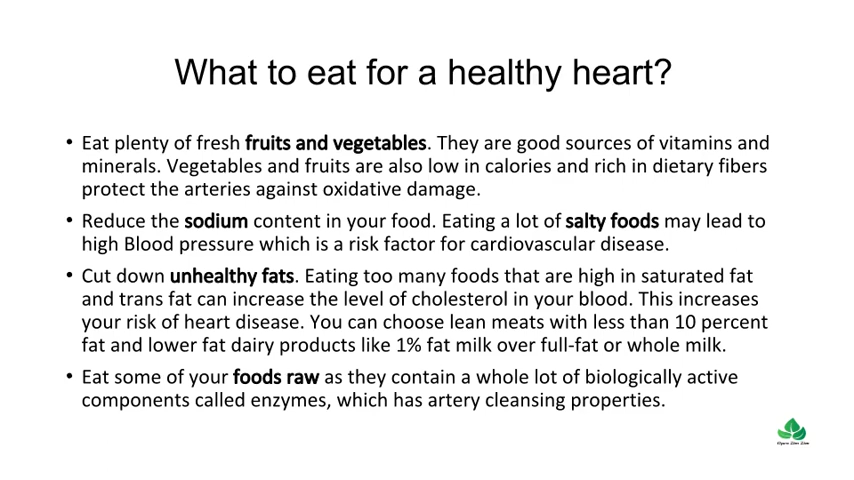 What to eat for a healthy heart?
• Eat plenty of fresh fruits and vegetables. They are good sources of vitamins and
minerals. Vegetables and fruits are also low in calories and rich in dietary fibers
protect the arteries against oxidative damage.
• Reduce the sodium content in your food. Eating a lot of salty foods may lead to
high Blood pressure which is a risk factor for cardiovascular disease.
• Cut down unhealthy fats. Eating too many foods that are high in saturated fat
and trans fat can increase the level of cholesterol in your blood. This increases
your risk of heart disease. You can choose lean meats with less than 10 percent
fat and lower fat dairy products like 1% fat milk over full-fat or whole milk.
• Eat some of your foods raw as they contain a whole lot of biologically active
components called enzymes, which has artery cleansing properties.